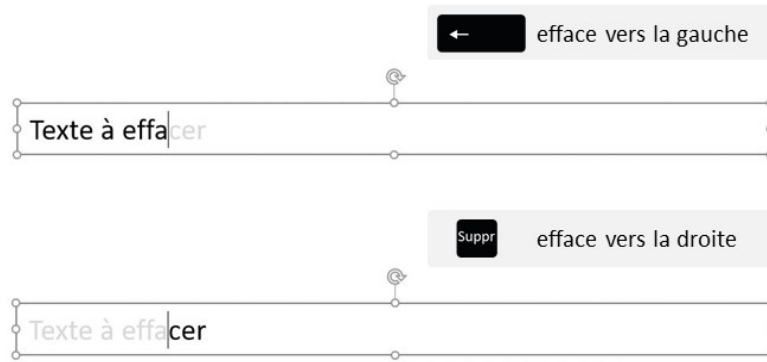 ← efface vers la gauche
Texte à effacer
Suppr efface vers la droite
Texte à effacer